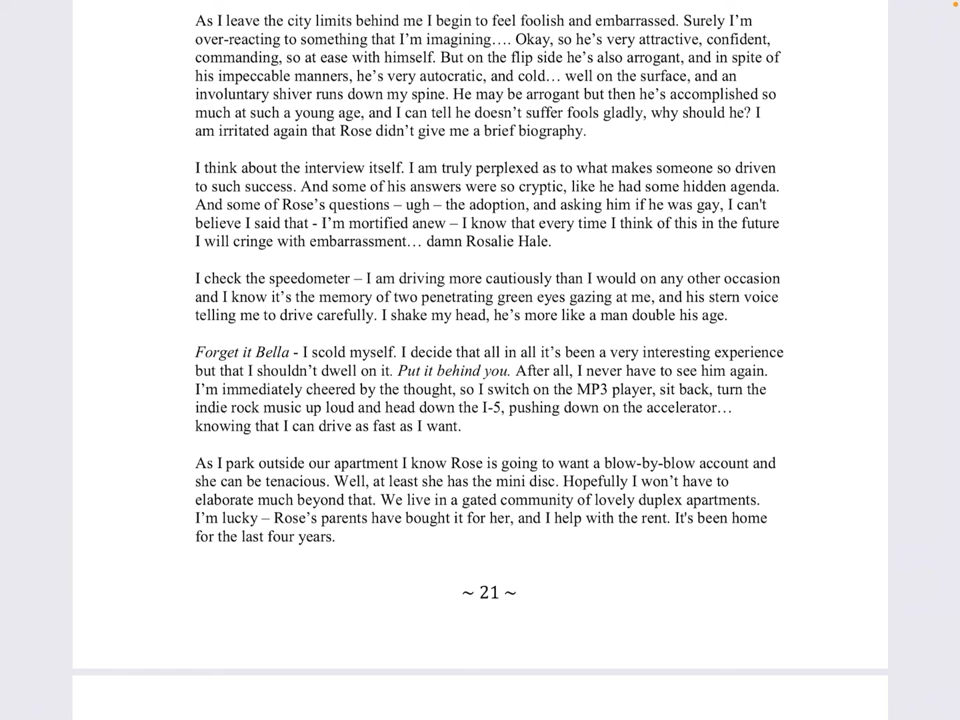 As I leave the city limits behind me I begin to feel foolish and embarrassed. Surely I’m
over-reacting to something that I’m imagining…. Okay, so he’s very attractive, confident,
commanding, so at ease with himself. But on the flip side he’s also arrogant, and in spite of
his impeccable manners, he’s very autocratic, and cold… well on the surface, and an
involuntary shiver runs down my spine. He may be arrogant but then he’s accomplished so
much at such a young age, and I can tell he doesn’t suffer fools gladly, why should he? I
am irritated again that Rose didn’t give me a brief biography.
I think about the interview itself. I am truly perplexed as to what makes someone so driven
to such success. And some of his answers were so cryptic, like he had some hidden agenda.
And some of Rose’s questions – ugh – the adoption, and asking him if he was gay, I can't
believe I said that - I’m mortified anew – I know that every time I think of this in the future
I will cringe with embarrassment… damn Rosalie Hale.
I check the speedometer – I am driving more cautiously than I would on any other occasion
and I know it’s the memory of two penetrating green eyes gazing at me, and his stern voice
telling me to drive carefully. I shake my head, he’s more like a man double his age.
Forget it Bella - I scold myself. I decide that all in all it’s been a very interesting experience
but that I shouldn’t dwell on it. Put it behind you. After all, I never have to see him again.
I’m immediately cheered by the thought, so I switch on the MP3 player, sit back, turn the
indie rock music up loud and head down the I-5, pushing down on the accelerator…
knowing that I can drive as fast as I want.
As I park outside our apartment I know Rose is going to want a blow-by-blow account and
she can be tenacious. Well, at least she has the mini disc. Hopefully I won’t have to
elaborate much beyond that. We live in a gated community of lovely duplex apartments.
I’m lucky – Rose’s parents have bought it for her, and I help with the rent. It's been home
for the last four years.
~ 21 ~